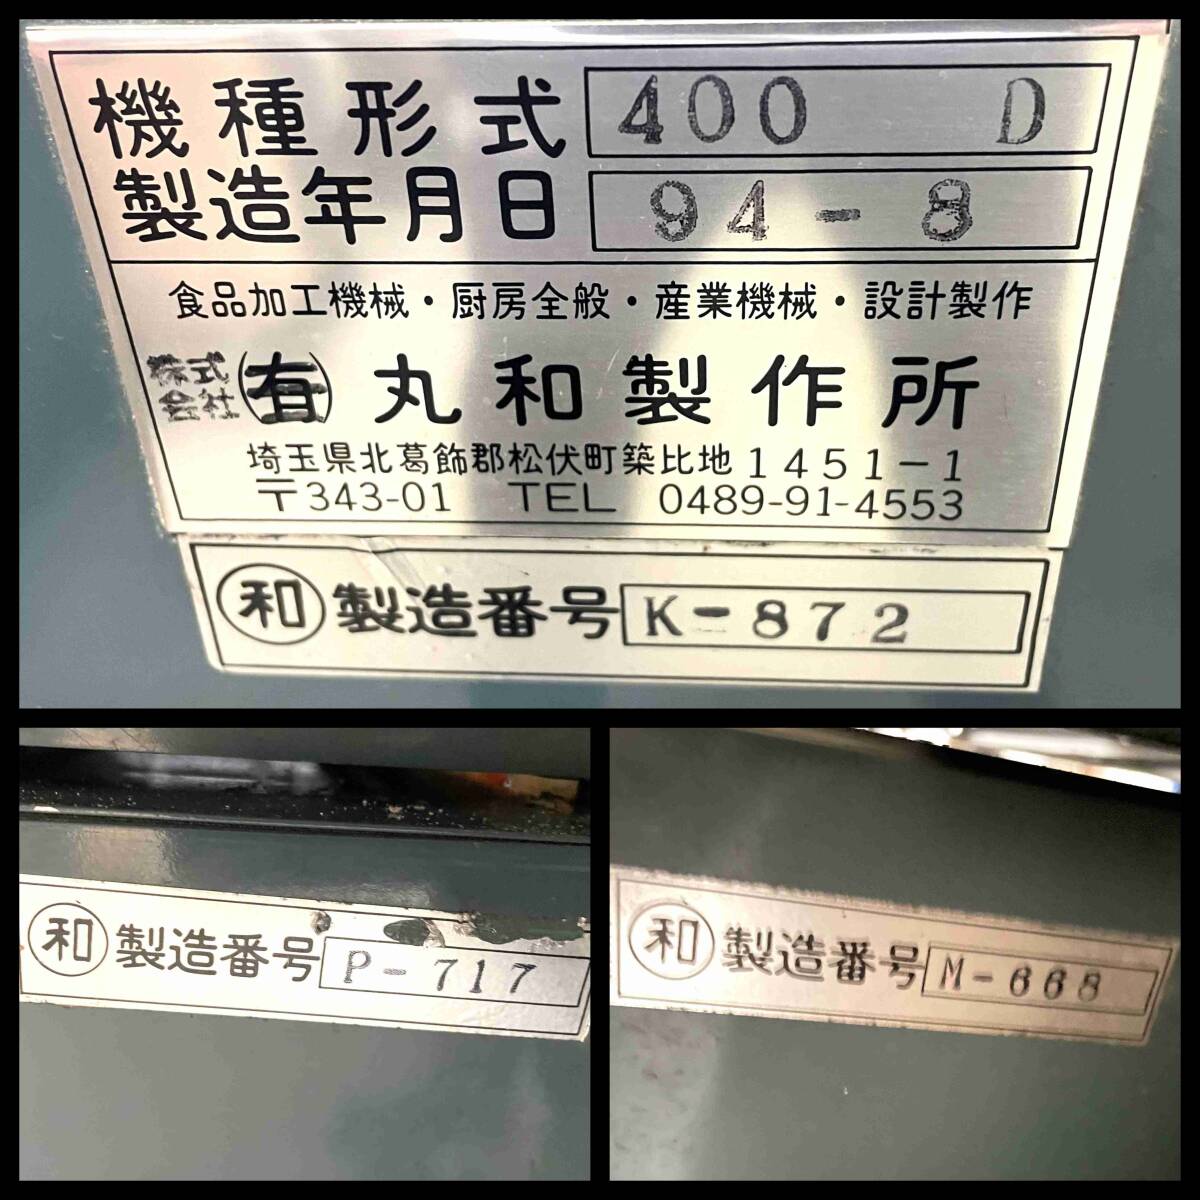 機種形式 400 D
製造年月日 94-8
食品加工機械・厨房全般・産業機械・設計製作
株式会社 (有) 丸和製作所
埼玉県北葛飾郡松伏町築比地1451-1
〒343-01 TEL 0489-91-4553
和 製造番号 K-872
和 製造番号 P-717
和 製造番号 M-668